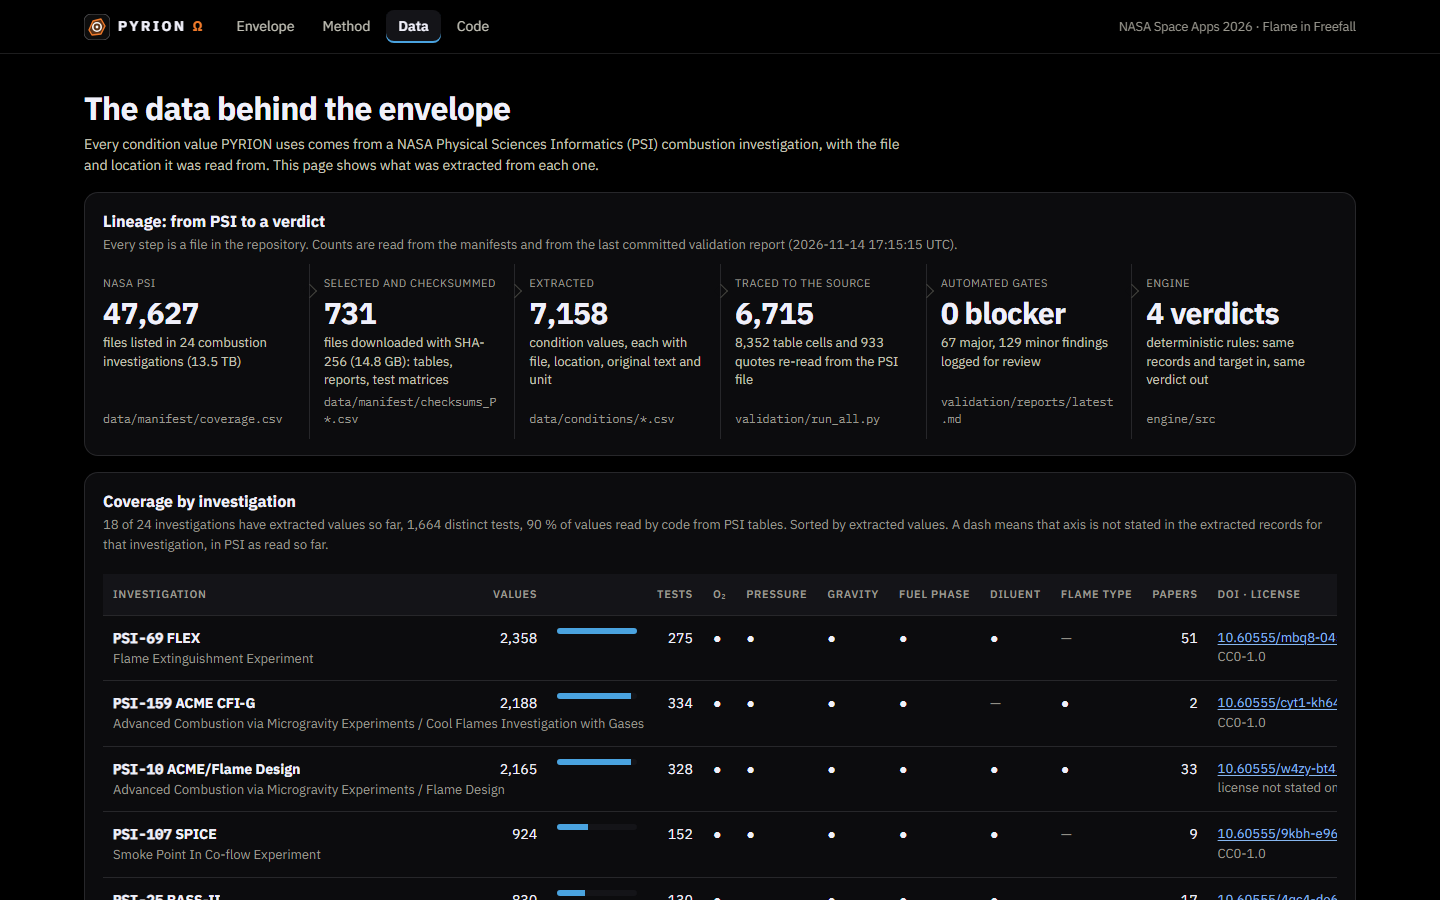 PYRION Ω
Envelope
Method
Data
Code
NASA Space Apps 2026 · Flame in Freefall
The data behind the envelope
Every condition value PYRION uses comes from a NASA Physical Sciences Informatics (PSI) combustion investigation, with the file
and location it was read from. This page shows what was extracted from each one.
Lineage: from PSI to a verdict
Every step is a file in the repository. Counts are read from the manifests and from the last committed validation report (2026-11-14 17:15:15 UTC).
NASA PSI
47,627
files listed in 24 combustion
investigations (13.5 TB)
data/manifest/coverage.csv
SELECTED AND CHECKSUMMED
731
files downloaded with SHA-
256 (14.8 GB): tables,
reports, test matrices
data/manifest/checksums_P
*.csv
EXTRACTED
7,158
condition values, each with
file, location, original text and
unit
data/conditions/*.csv
TRACED TO THE SOURCE
6,715
8,352 table cells and 933
quotes re-read from the PSI
file
validation/run_all.py
AUTOMATED GATES
0 blocker
67 major, 129 minor findings
logged for review
validation/reports/latest
.md
ENGINE
4 verdicts
deterministic rules: same
records and target in, same
verdict out
engine/src
Coverage by investigation
18 of 24 investigations have extracted values so far, 1,664 distinct tests, 90 % of values read by code from PSI tables. Sorted by extracted values. A dash means that axis is not stated in the extracted records for
that investigation, in PSI as read so far.
INVESTIGATION VALUES TESTS O₂ PRESSURE GRAVITY FUEL PHASE DILUENT FLAME TYPE PAPERS DOI · LICENSE
PSI-69 FLEX 2,358 275 ● ● ● ● ● — 51 10.60555/mbq8-04
Flame Extinguishment Experiment CC0-1.0
PSI-159 ACME CFI-G 2,188 334 ● ● ● ● — ● 2 10.60555/cyt1-kh64
Advanced Combustion via Microgravity Experiments / Cool Flames Investigation with Gases CC0-1.0
PSI-10 ACME/Flame Design 2,165 328 ● ● ● ● ● ● 33 10.60555/w4zy-bt4
Advanced Combustion via Microgravity Experiments / Flame Design license not stated on
PSI-107 SPICE 924 152 ● ● ● ● ● — 9 10.60555/9kbh-e96
Smoke Point In Co-flow Experiment CC0-1.0
PSI-25 BASS-II 830 130 17